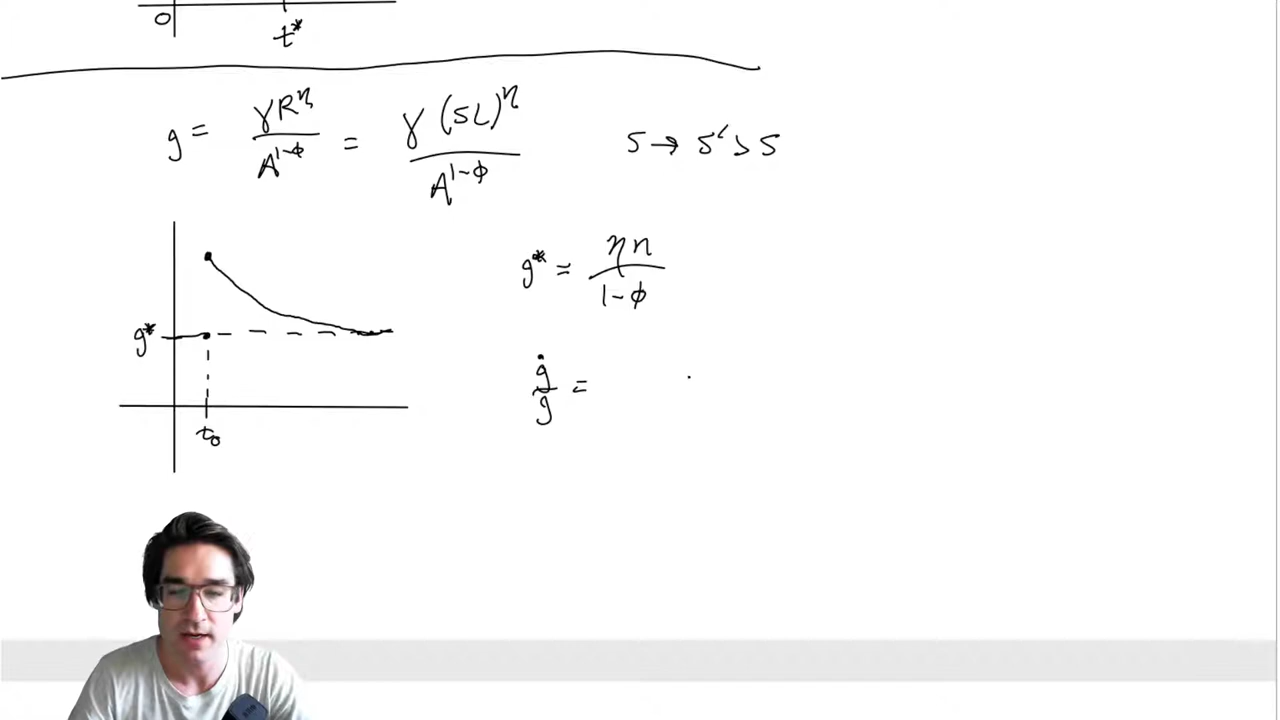 0
t*
g = γR^η / A^(1-φ) = γ(sL)^η / A^(1-φ)
s → s' > s
g* = ηn / 1-φ
g*
ġ / g =
t₀